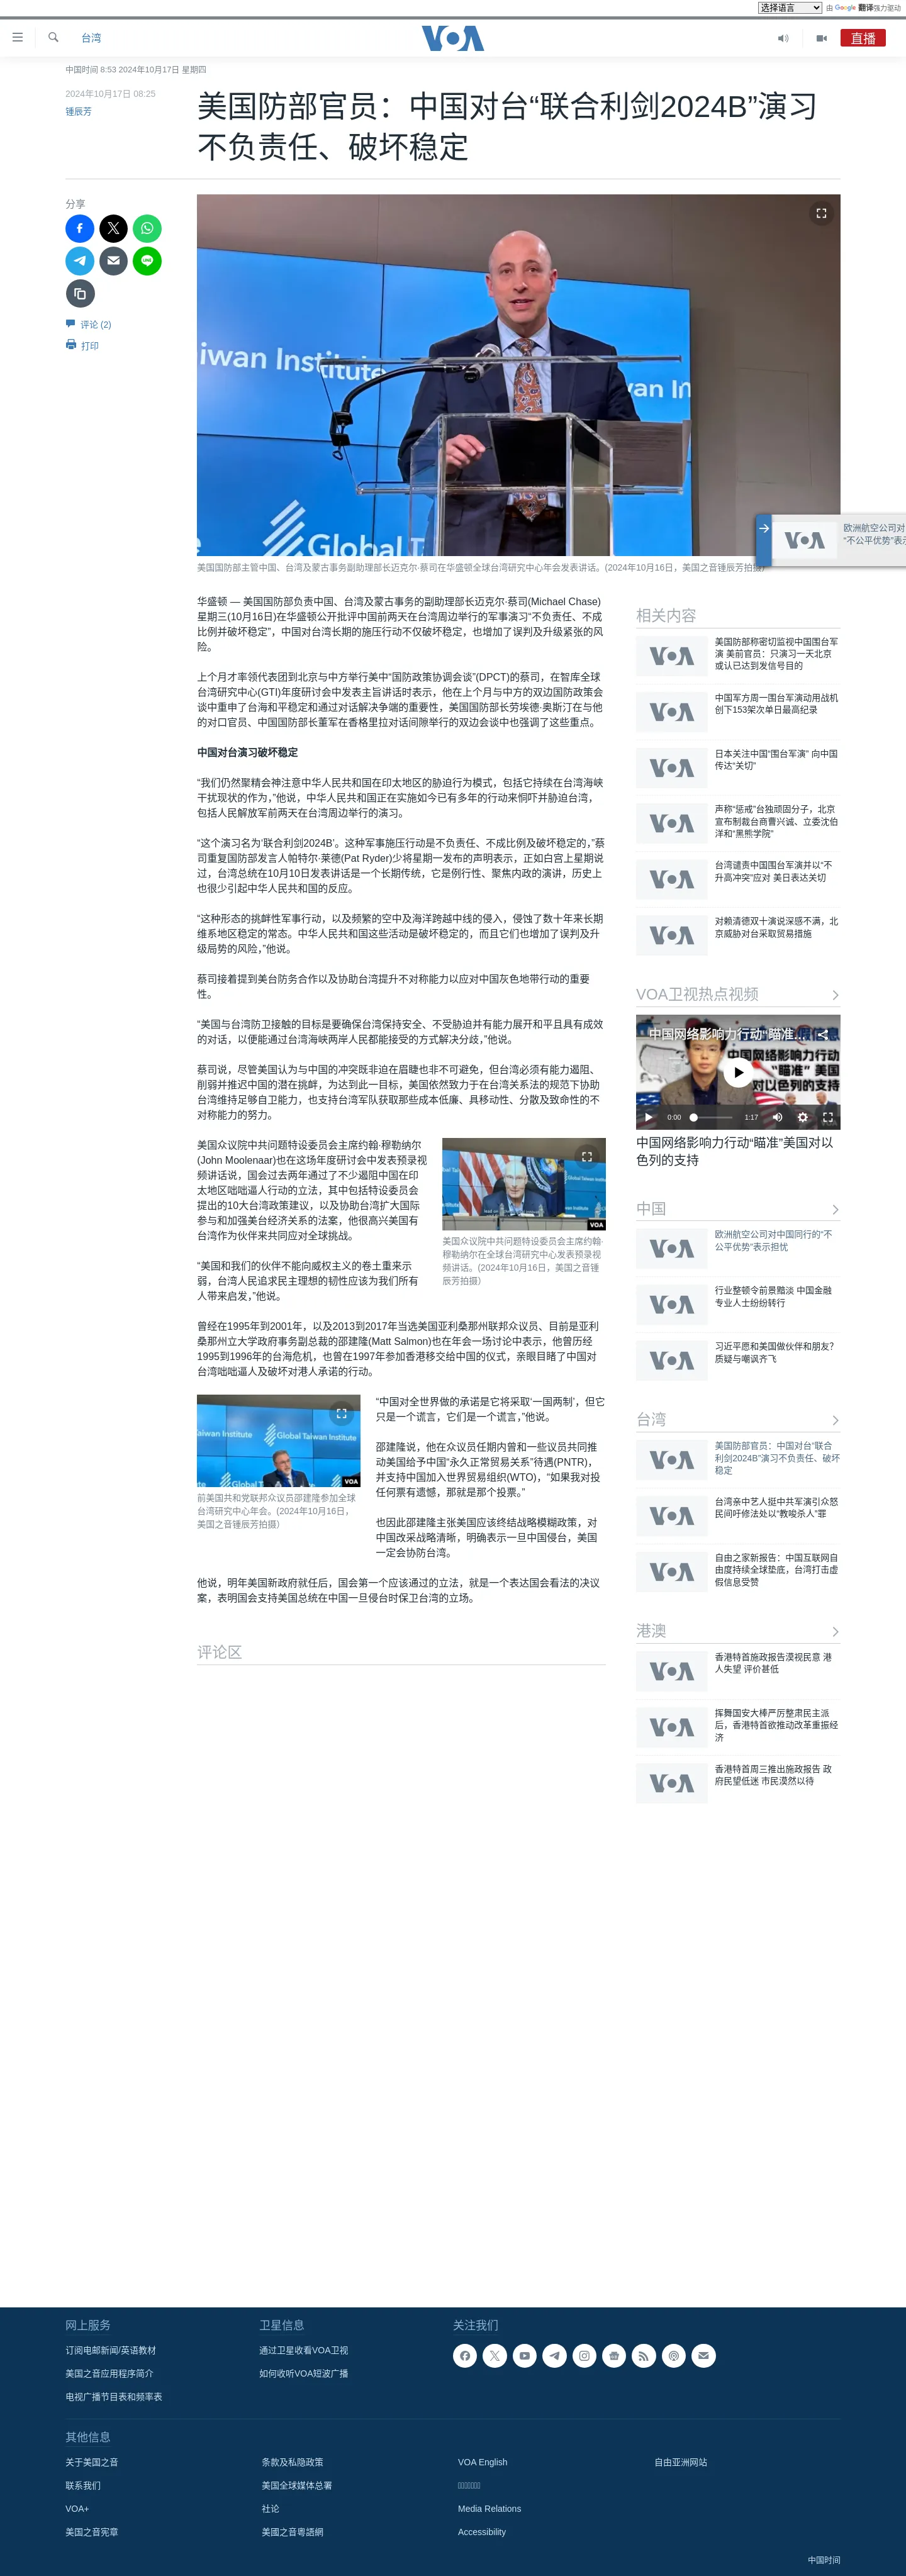 选择语言 由 Google 翻译强力驱动
台湾
VOA
直播
中国时间 8:53 2024年10月17日 星期四
2024年10月17日 08:25
锺辰芳
美国防部官员：中国对台“联合利剑2024B”演习
不负责任、破坏稳定
分享
评论 (2)
打印
aiwan Institute
Global
wan Institute
Global Ta
美国国防部主管中国、台湾及蒙古事务副助理部长迈克尔·蔡司在华盛顿全球台湾研究中心年会发表讲话。(2024年10月16日，美国之音锺辰芳拍摄）
欧洲航空公司对
“不公平优势”表示
华盛顿 — 美国国防部负责中国、台湾及蒙古事务的副助理部长迈克尔·蔡司(Michael Chase)
星期三(10月16日)在华盛顿公开批评中国前两天在台湾周边举行的军事演习“不负责任、不成
比例并破坏稳定”，中国对台湾长期的施压行动不仅破坏稳定，也增加了误判及升级紧张的风
险。
上个月才率领代表团到北京与中方举行美中“国防政策协调会谈”(DPCT)的蔡司，在智库全球
台湾研究中心(GTI)年度研讨会中发表主旨讲话时表示，他在上个月与中方的双边国防政策会
谈中重申了台海和平稳定和通过对话解决争端的重要性，美国国防部长劳埃德·奥斯汀在与他
的对口官员、中国国防部长董军在香格里拉对话间隙举行的双边会谈中也强调了这些重点。
中国对台演习破坏稳定
“我们仍然聚精会神注意中华人民共和国在印太地区的胁迫行为模式，包括它持续在台湾海峡
干扰现状的作为，”他说，中华人民共和国正在实施如今已有多年的行动来恫吓并胁迫台湾，
包括人民解放军前两天在台湾周边举行的演习。
“这个演习名为‘联合利剑2024B’。这种军事施压行动是不负责任、不成比例及破坏稳定的，”蔡
司重复国防部发言人帕特尔·莱德(Pat Ryder)少将星期一发布的声明表示，正如白宫上星期说
过，台湾总统在10月10日发表讲话是一个长期传统，它是例行性、聚焦内政的演讲，历史上
也很少引起中华人民共和国的反应。
“这种形态的挑衅性军事行动，以及频繁的空中及海洋跨越中线的侵入，侵蚀了数十年来长期
维系地区稳定的常态。中华人民共和国这些活动是破坏稳定的，而且它们也增加了误判及升
级局势的风险，”他说。
蔡司接着提到美台防务合作以及协助台湾提升不对称能力以应对中国灰色地带行动的重要
性。
“美国与台湾防卫接触的目标是要确保台湾保持安全、不受胁迫并有能力展开和平且具有成效
的对话，以便能通过台湾海峡两岸人民都能接受的方式解决分歧，”他说。
蔡司说，尽管美国认为与中国的冲突既非迫在眉睫也非不可避免，但台湾必须有能力遏阻、
削弱并推迟中国的潜在挑衅，为达到此一目标，美国依然致力于在台湾关系法的规范下协助
台湾维持足够自卫能力，也支持台湾军队获取那些成本低廉、具移动性、分散及致命性的不
对称能力的努力。
美国众议院中共问题特设委员会主席约翰·穆勒纳尔
(John Moolenaar)也在这场年度研讨会中发表预录视
频讲话说，国会过去两年通过了不少遏阻中国在印
太地区咄咄逼人行动的立法，其中包括特设委员会
提出的10大台湾政策建议，以及协助台湾扩大国际
参与和加强美台经济关系的法案，他很高兴美国有
台湾作为伙伴来共同应对全球挑战。
VOA
美国众议院中共问题特设委员会主席约翰·
穆勒纳尔在全球台湾研究中心发表预录视
频讲话。(2024年10月16日，美国之音锺
辰芳拍摄）
“美国和我们的伙伴不能向威权主义的卷土重来示
弱，台湾人民追求民主理想的韧性应该为我们所有
人带来启发，”他说。
曾经在1995年到2001年，以及2013到2017年当选美国亚利桑那州联邦众议员、目前是亚利
桑那州立大学政府事务副总裁的邵建隆(Matt Salmon)也在年会一场讨论中表示，他曾历经
1995到1996年的台海危机，也曾在1997年参加香港移交给中国的仪式，亲眼目睹了中国对
台湾咄咄逼人及破坏对港人承诺的行动。
Global Taiwan Institute
VOA
前美国共和党联邦众议员邵建隆参加全球
台湾研究中心年会。(2024年10月16日，
美国之音锺辰芳拍摄）
“中国对全世界做的承诺是它将采取‘一国两制’，但它
只是一个谎言，它们是一个谎言，”他说。
邵建隆说，他在众议员任期内曾和一些议员共同推
动美国给予中国“永久正常贸易关系”待遇(PNTR)，
并支持中国加入世界贸易组织(WTO)，“如果我对投
任何票有遗憾，那就是那个投票。”
也因此邵建隆主张美国应该终结战略模糊政策，对
中国改采战略清晰，明确表示一旦中国侵台，美国
一定会协防台湾。
他说，明年美国新政府就任后，国会第一个应该通过的立法，就是一个表达国会看法的决议
案，表明国会支持美国总统在中国一旦侵台时保卫台湾的立场。
评论区
相关内容
VOA
美国防部称密切监视中国围台军
演 美前官员：只演习一天北京
或认已达到发信号目的
VOA
中国军方周一围台军演动用战机
创下153架次单日最高纪录
VOA
日本关注中国“围台军演” 向中国
传达“关切”
VOA
声称“惩戒”台独顽固分子，北京
宣布制裁台商曹兴诚、立委沈伯
洋和“黑熊学院”
VOA
台湾谴责中国围台军演并以“不
升高冲突”应对 美日表达关切
VOA
对赖清德双十演说深感不满，北
京威胁对台采取贸易措施
VOA卫视热点视频
中国网络影响力行动“瞄准...
中国网络影响力行动
“瞄准”美国
对以色列的支持
0:00 1:17
中国网络影响力行动“瞄准”美国对以
色列的支持
中国
VOA
欧洲航空公司对中国同行的“不
公平优势”表示担忧
VOA
行业整顿令前景黯淡 中国金融
专业人士纷纷转行
VOA
习近平愿和美国做伙伴和朋友？
质疑与嘲讽齐飞
台湾
VOA
美国防部官员：中国对台“联合
利剑2024B”演习不负责任、破坏
稳定
VOA
台湾亲中艺人挺中共军演引众怒
民间吁修法处以“教唆杀人”罪
VOA
自由之家新报告：中国互联网自
由度持续全球垫底，台湾打击虚
假信息受赞
港澳
VOA
香港特首施政报告漠视民意 港
人失望 评价甚低
VOA
挥舞国安大棒严厉整肃民主派
后，香港特首欲推动改革重振经
济
VOA
香港特首周三推出施政报告 政
府民望低迷 市民漠然以待
网上服务
订阅电邮新闻/英语教材
美国之音应用程序简介
电视广播节目表和频率表
卫星信息
通过卫星收看VOA卫视
如何收听VOA短波广播
关注我们
其他信息
关于美国之音
联系我们
VOA+
美国之音宪章
条款及私隐政策
美国全球媒体总署
社论
美國之音粵語網
VOA English
Media Relations
Accessibility
自由亚洲网站
中国时间